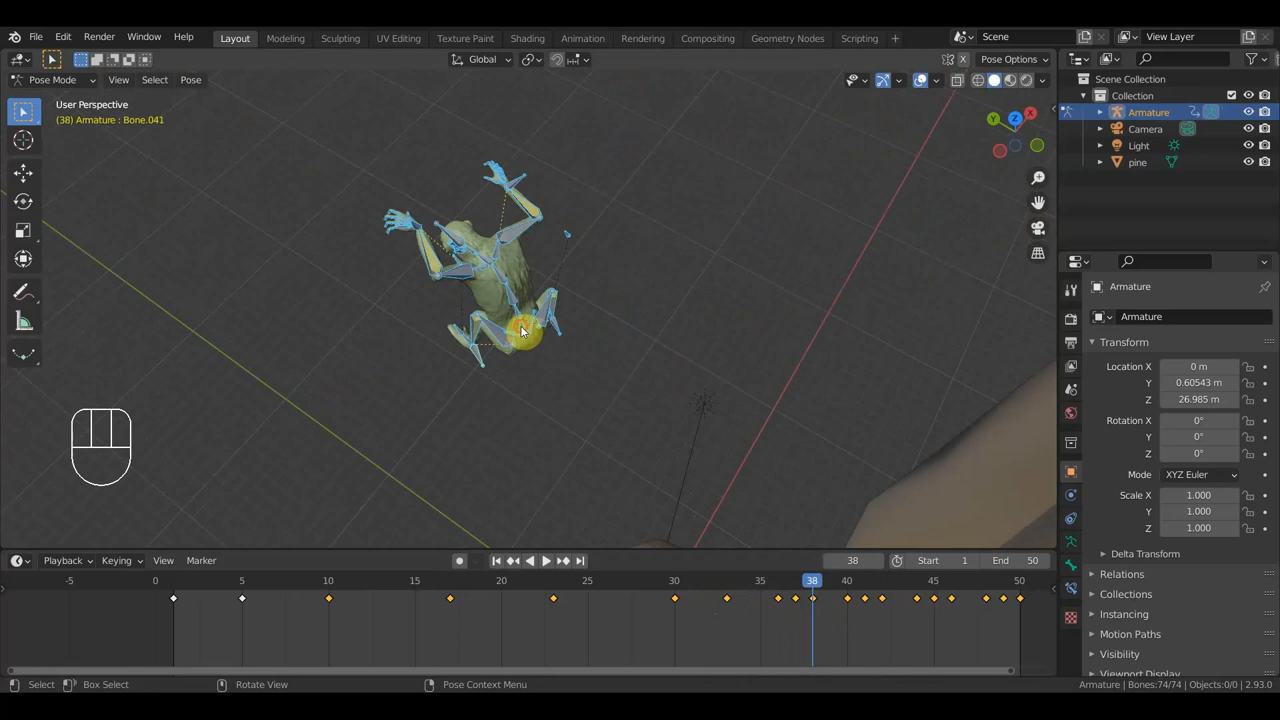 File Edit Render Window Help Layout Modeling Sculpting UV Editing Texture Paint Shading Animation Rendering Compositing Geometry Nodes Scripting + Scene View Layer
Global X Pose Options
Pose Mode View Select Pose
User Perspective
(38) Armature : Bone.041
X Y Z
Scene Collection
Collection
Armature
Camera
Light
pine
Armature
Armature
Transform
Location X 0 m
Y 0.60543 m
Z 26.985 m
Rotation X 0°
Y 0°
Z 0°
Mode XYZ Euler
Scale X 1.000
Y 1.000
Z 1.000
Delta Transform
Relations
Collections
Instancing
Motion Paths
Visibility
Viewport Display
Playback Keying View Marker 38 Start 1 End 50
-5 0 5 10 15 20 25 30 35 38 40 45 50
Select Box Select Rotate View Pose Context Menu Armature | Bones:74/74 | Objects:0/0 | 2.93.0